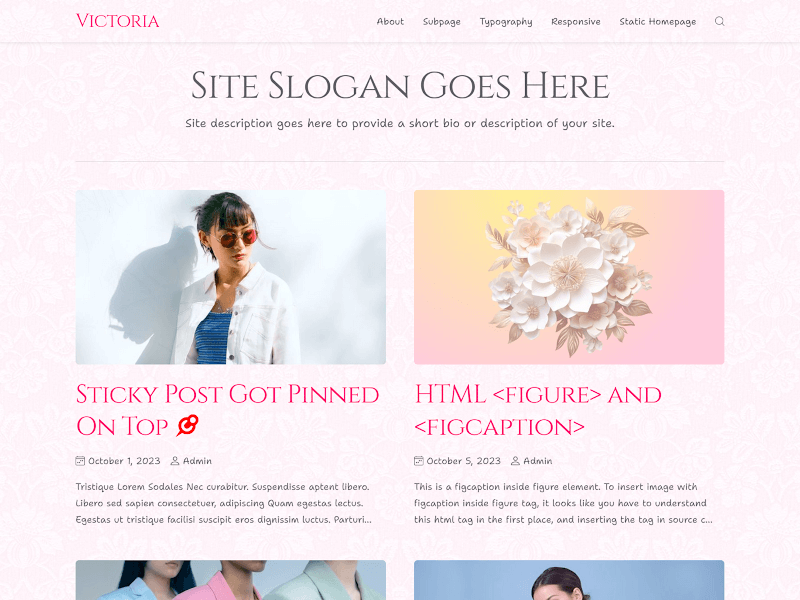 Victoria
About Subpage Typography Responsive Static Homepage
Site Slogan Goes Here
Site description goes here to provide a short bio or description of your site.
Sticky Post Got Pinned
On Top
October 1, 2023 Admin
Tristique Lorem Sodales Nec curabitur. Suspendisse aptent libero.
Libero sed sapien consectetuer, adipiscing Quam egestas lectus.
Egestas ut tristique facilisi suscipit eros dignissim luctus. Parturi...
HTML <figure> and
<figcaption>
October 5, 2023 Admin
This is a figcaption inside figure element. To insert image with
figcaption inside figure tag, it looks like you have to understand
this html tag in the first place, and inserting the tag in source c...